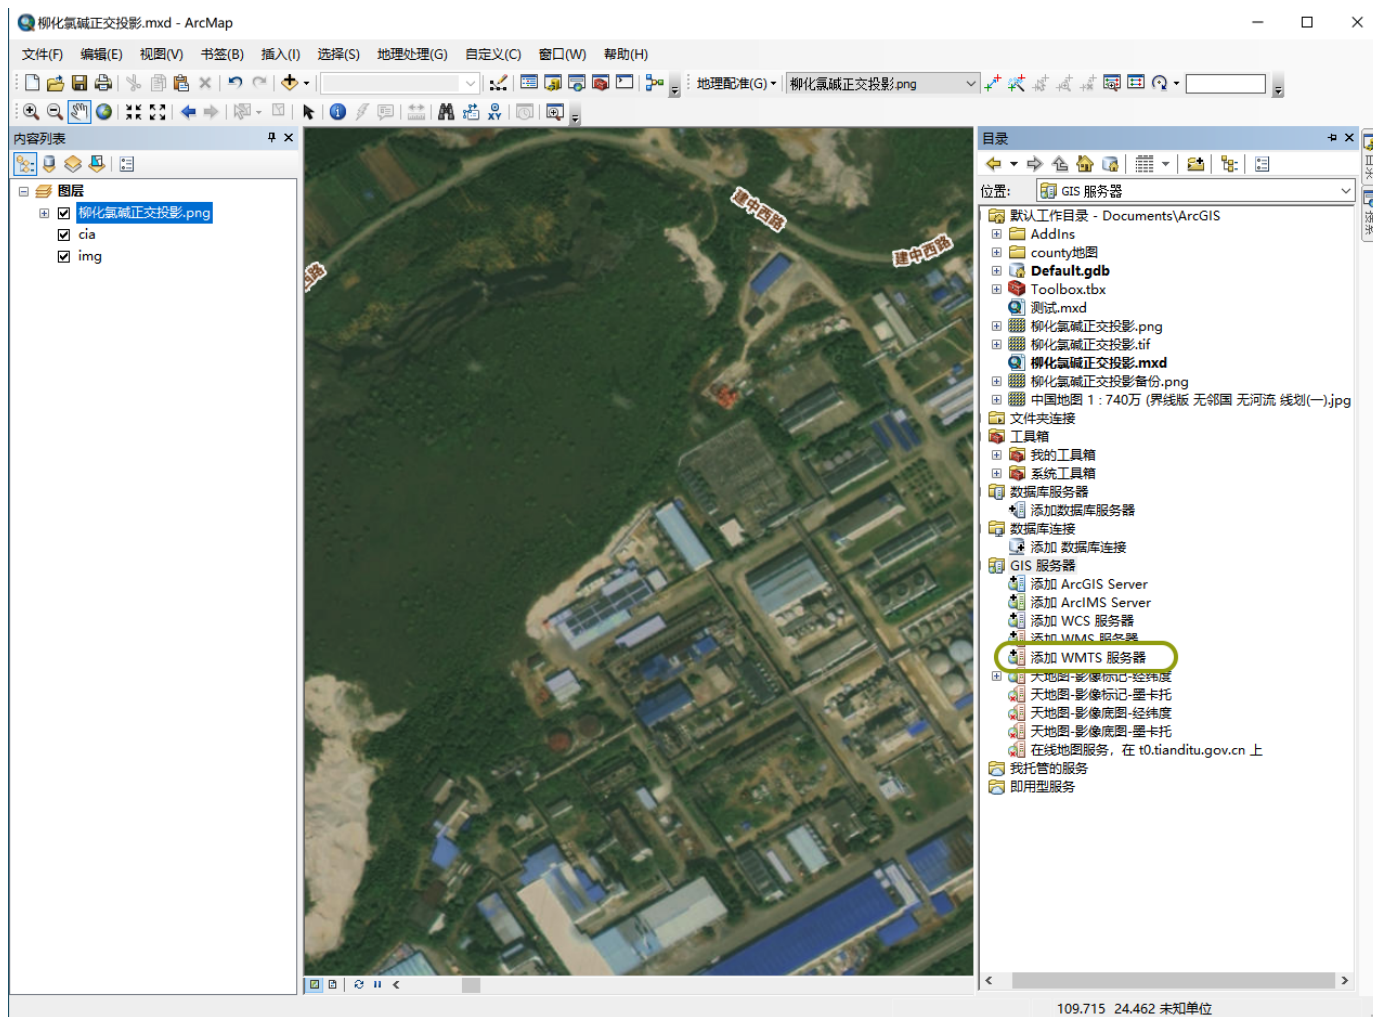 柳化氯碱正交投影.mxd - ArcMap
文件(F) 编辑(E) 视图(V) 书签(B) 插入(I) 选择(S) 地理处理(G) 自定义(C) 窗口(W) 帮助(H)
地理配准(G) 柳化氯碱正交投影.png
内容列表
图层
柳化氯碱正交投影.png
cia
img
建中西路
建中西路
西路
目录
位置: GIS 服务器
默认工作目录 - Documents\ArcGIS
AddIns
county地图
Default.gdb
Toolbox.tbx
测试.mxd
柳化氯碱正交投影.png
柳化氯碱正交投影.tif
柳化氯碱正交投影.mxd
柳化氯碱正交投影备份.png
中国地图 1 : 740万 (界线版 无邻国 无河流 线划(一).jpg
文件夹连接
工具箱
我的工具箱
系统工具箱
数据库服务器
添加数据库服务器
数据库连接
添加 数据库连接
GIS 服务器
添加 ArcGIS Server
添加 ArcIMS Server
添加 WCS 服务器
添加 WMS 服务器
添加 WMTS 服务器
天地图-影像标记-经纬度
天地图-影像标记-墨卡托
天地图-影像底图-经纬度
天地图-影像底图-墨卡托
在线地图服务，在 t0.tianditu.gov.cn 上
我托管的服务
即用型服务
109.715 24.462 未知单位